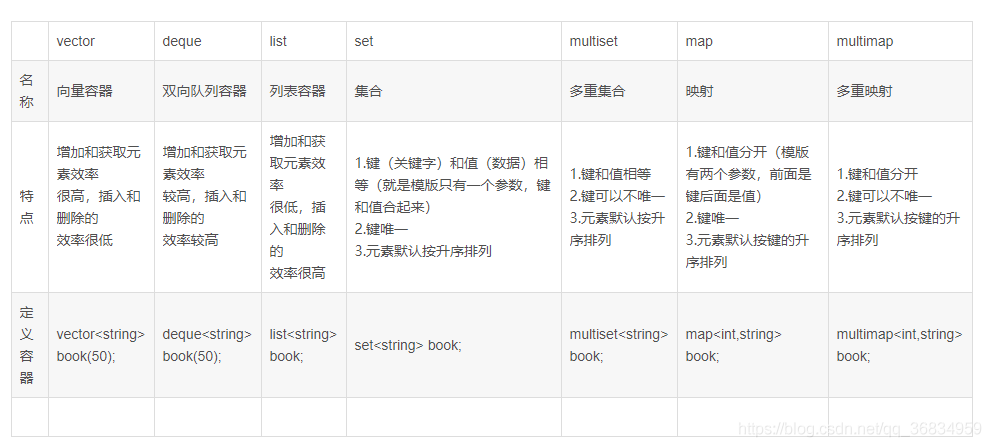 vector
deque
list
set
multiset
map
multimap
名
称
向量容器
双向队列容器
列表容器
集合
多重集合
映射
多重映射
特
点
增加和获取元
素效率
很高，插入和
删除的
效率很低
增加和获取元
素效率
较高，插入和
删除的
效率较高
增加和获
取元素效
率
很低，插
入和删除
的
效率很高
1.键（关键字）和值（数据）相
等（就是模版只有一个参数，键
和值合起来）
2.键唯一
3.元素默认按升序排列
1.键和值相等
2.键可以不唯一
3.元素默认按升
序排列
1.键和值分开（模版
有两个参数，前面是
键后面是值）
2.键唯一
3.元素默认按键的升
序排列
1.键和值分开
2.键可以不唯一
3.元素默认按键的升
序排列
定
义
容
器
vector<string>
book(50);
deque<string>
book(50);
list<string>
book;
set<string> book;
multiset<string>
book;
map<int,string>
book;
multimap<int,string>
book;
https://blog.csdn.net/qq_36834959